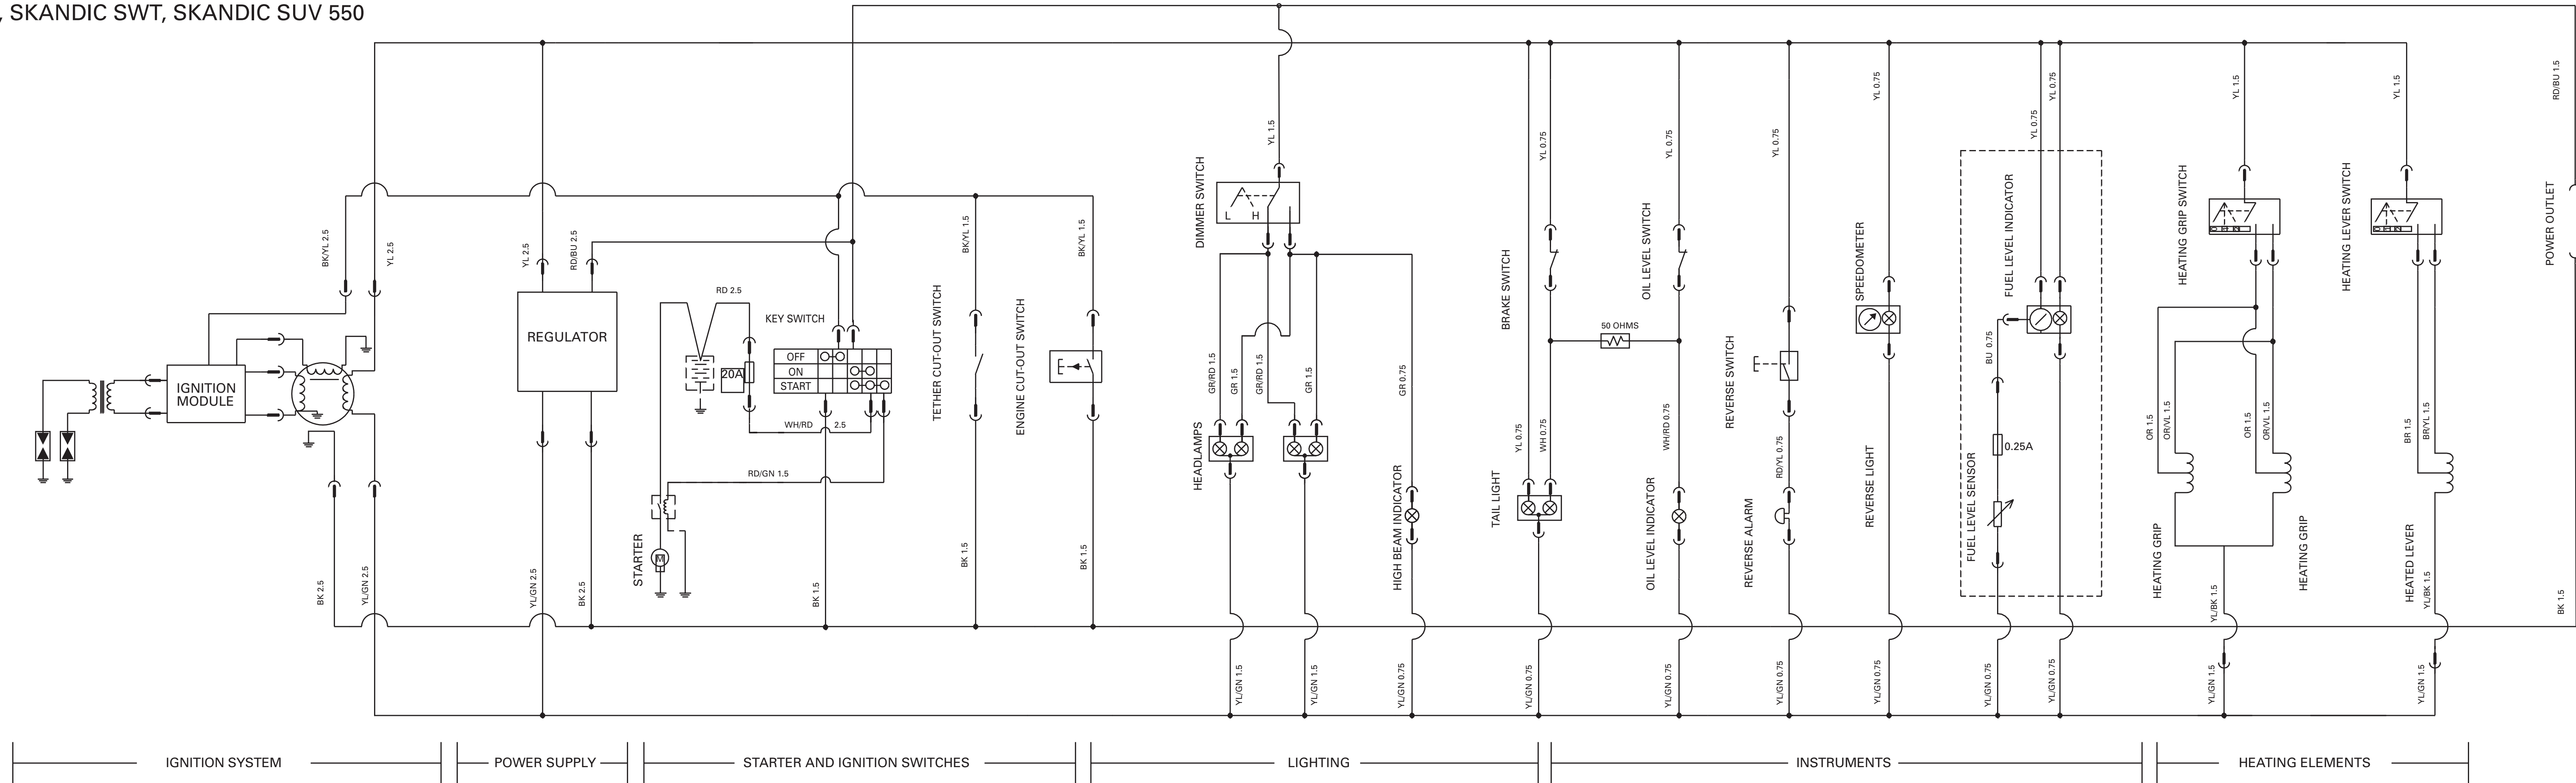 , SKANDIC SWT, SKANDIC SUV 550
BK/YL 2.5
YL 2.5
IGNITION
MODULE
BK 2.5
YL/GN 2.5
YL 2.5
RD/BU 2.5
REGULATOR
YL/GN 2.5
BK 2.5
RD 2.5
20A
KEY SWITCH
OFF
ON
START
WH/RD 2.5
RD/GN 1.5
STARTER
M
BK 1.5
TETHER CUT-OUT SWITCH
BK/YL 1.5
BK 1.5
ENGINE CUT-OUT SWITCH
BK/YL 1.5
BK 1.5
YL 1.5
DIMMER SWITCH
L H
GR/RD 1.5
GR 1.5
GR/RD 1.5
GR 1.5
HEADLAMPS
YL/GN 1.5
YL/GN 1.5
GR 0.75
HIGH BEAM INDICATOR
YL/GN 0.75
YL 0.75
BRAKE SWITCH
YL 0.75
WH 0.75
TAIL LIGHT
YL/GN 0.75
50 OHMS
YL 0.75
OIL LEVEL SWITCH
WH/RD 0.75
OIL LEVEL INDICATOR
YL/GN 0.75
YL 0.75
REVERSE SWITCH
RD/YL 0.75
REVERSE ALARM
YL/GN 0.75
YL 0.75
SPEEDOMETER
REVERSE LIGHT
YL/GN 0.75
YL 0.75
YL 0.75
FUEL LEVEL INDICATOR
BU 0.75
0.25A
FUEL LEVEL SENSOR
YL/GN 0.75
YL/GN 0.75
YL 1.5
HEATING GRIP SWITCH
OR 1.5
OR/VL 1.5
OR 1.5
OR/VL 1.5
HEATING GRIP
HEATING GRIP
YL/BK 1.5
YL/GN 1.5
YL 1.5
HEATING LEVER SWITCH
BR 1.5
BR/YL 1.5
HEATED LEVER
YL/BK 1.5
YL/GN 1.5
RD/BU 1.5
POWER OUTLET
BK 1.5
IGNITION SYSTEM
POWER SUPPLY
STARTER AND IGNITION SWITCHES
LIGHTING
INSTRUMENTS
HEATING ELEMENTS